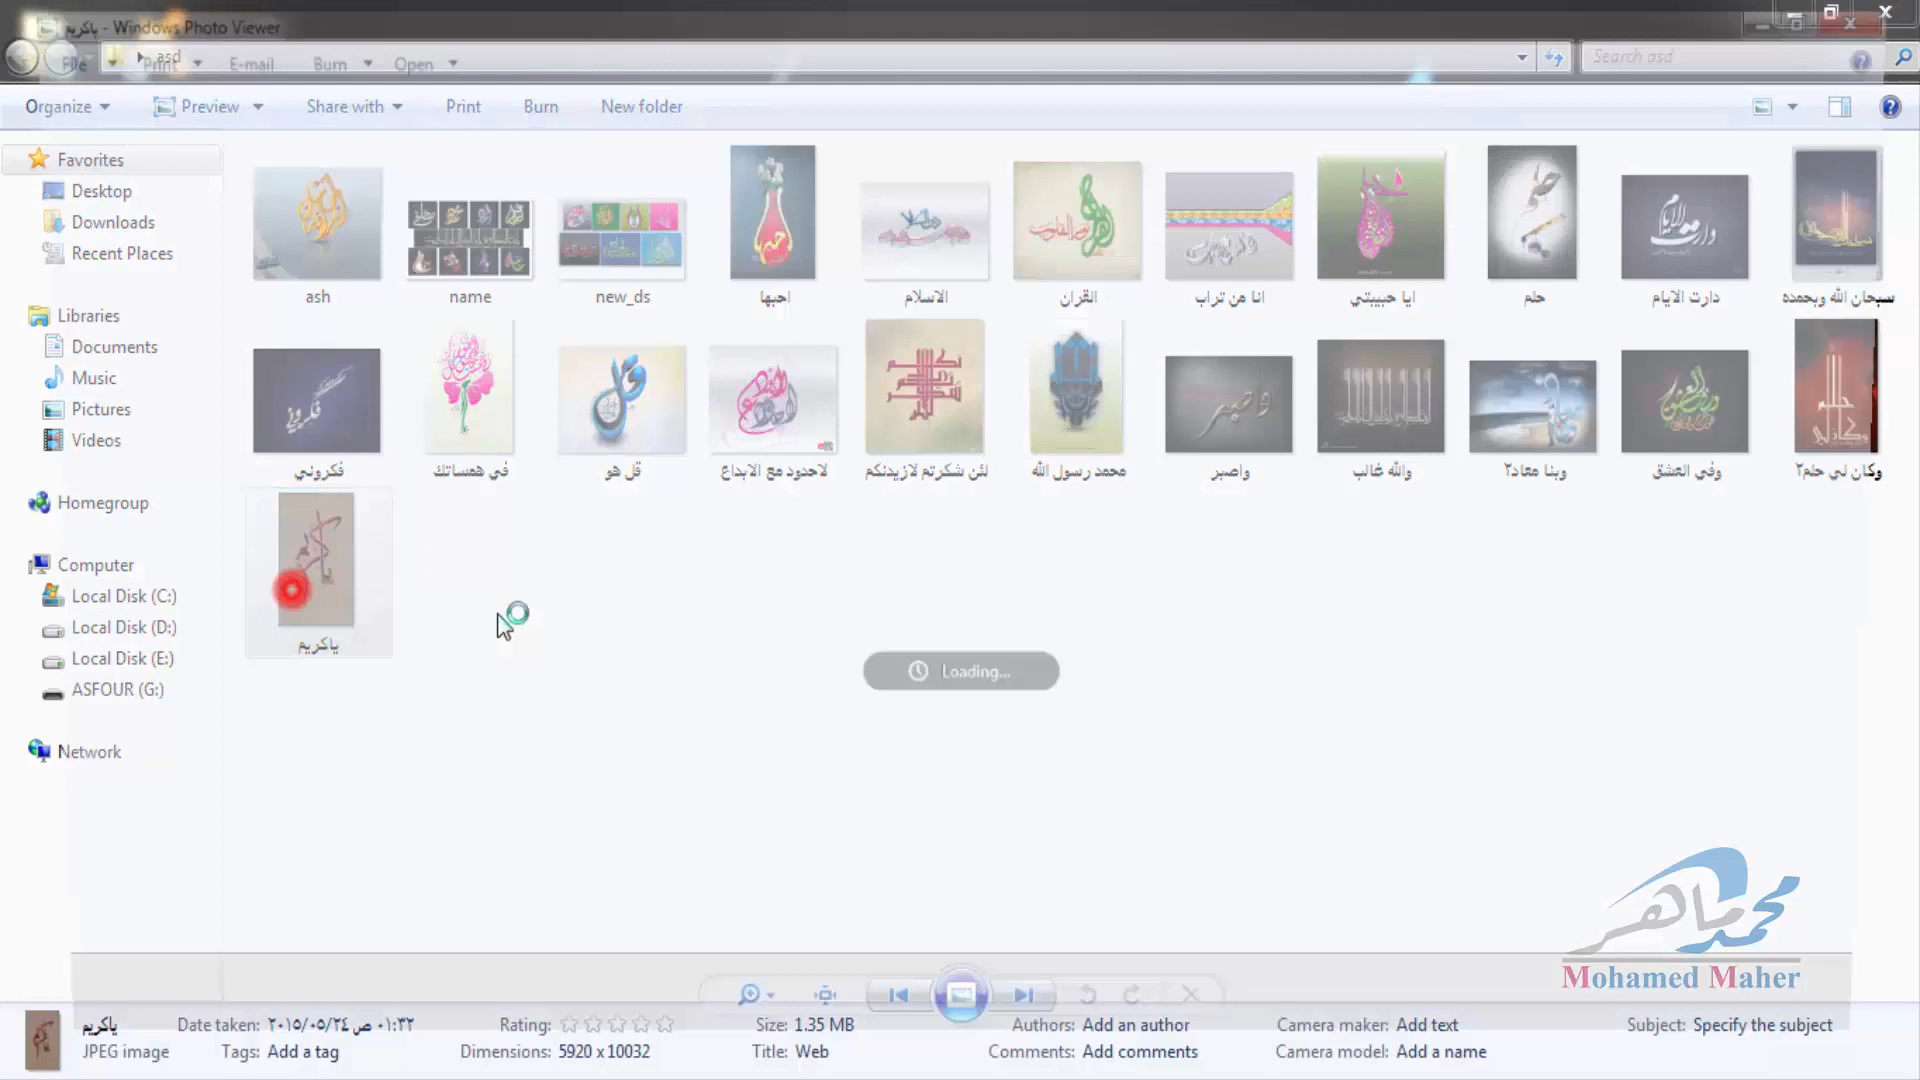 ياكريم - Windows Photo Viewer
File Print E-mail Burn Open
asd
Search asd
Organize Preview Share with Print Burn New folder
Favorites
Desktop
Downloads
Recent Places
Libraries
Documents
Music
Pictures
Videos
Homegroup
Computer
Local Disk (C:)
Local Disk (D:)
Local Disk (E:)
ASFOUR (G:)
Network
ash name new_ds احبها الاسلام القران انا من تراب ايا حبيبتي حلم دارت الايام سبحان الله وبحمده
فكروني في همساتك قل هو لاحدود مع الابداع لئن شكرتم لازيدنكم محمد رسول الله واصبر والله غالب وبنا معاد٢ وفي العشق وكان لي حلم٢
ياكريم
Loading...
محمد ماهر
Mohamed Maher
ياكريم Date taken: ٢٠١٥/٠٥/٢٤ ص ٠١:٣٢ Rating: Size: 1.35 MB Authors: Add an author Camera maker: Add text Subject: Specify the subject
JPEG image Tags: Add a tag Dimensions: 5920 x 10032 Title: Web Comments: Add comments Camera model: Add a name